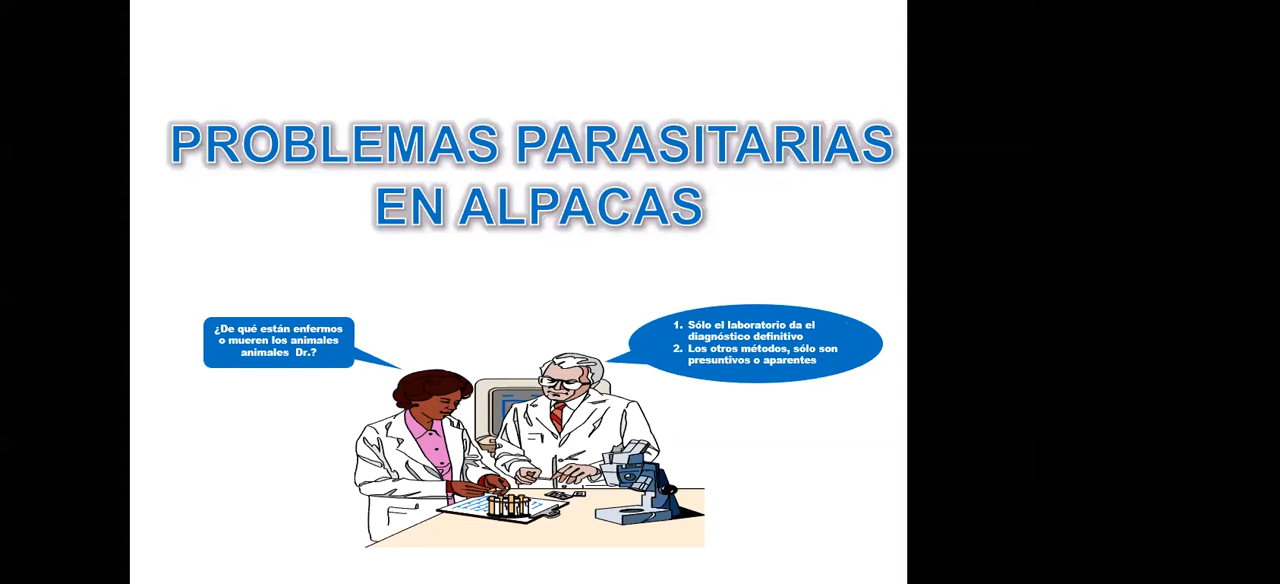 PROBLEMAS PARASITARIAS
EN ALPACAS
¿De qué están enfermos
o mueren los animales
animales Dr.?
1. Sólo el laboratorio da el
diagnóstico definitivo
2. Los otros métodos, sólo son
presuntivos o aparentes